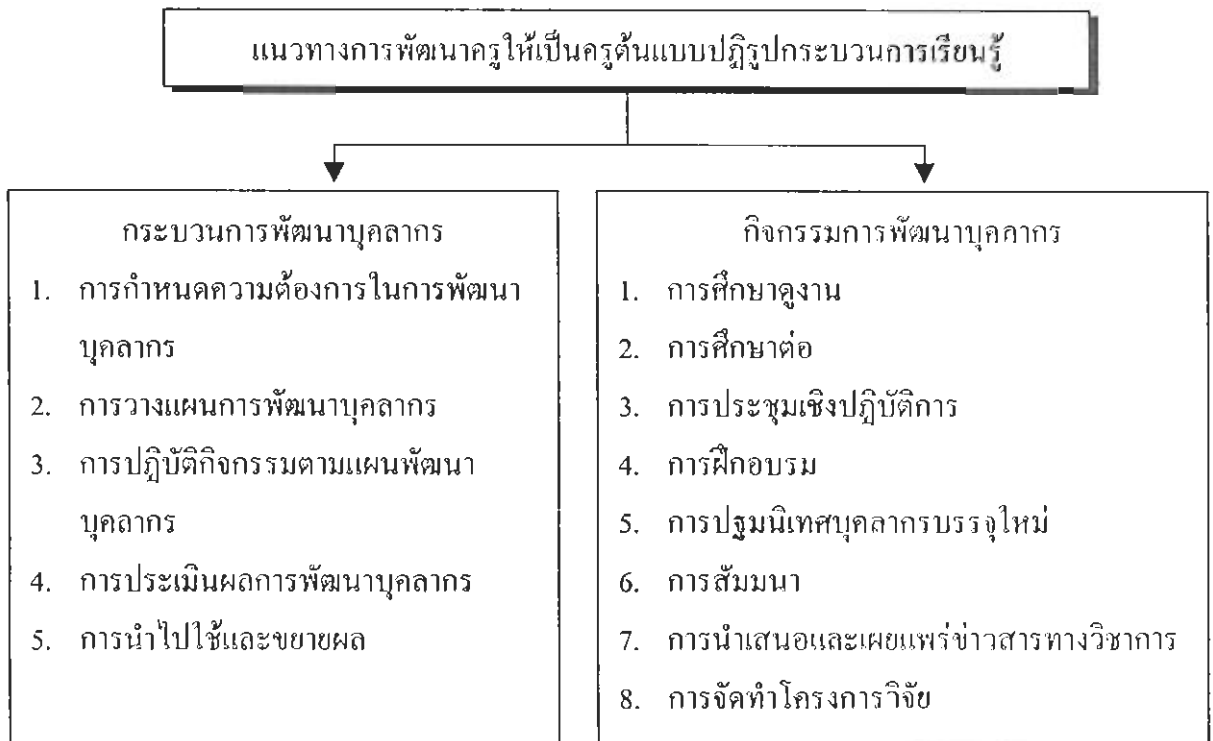 แนวทางการพัฒนาครูให้เป็นครูต้นแบบปฏิรูปกระบวนการเรียนรู้
กระบวนการพัฒนาบุคลากร
1. การกำหนดความต้องการในการพัฒนา
บุคลากร
2. การวางแผนการพัฒนาบุคลากร
3. การปฏิบัติกิจกรรมตามแผนพัฒนา
บุคลากร
4. การประเมินผลการพัฒนาบุคลากร
5. การนำไปใช้และขยายผล
กิจกรรมการพัฒนาบุคลากร
1. การศึกษาดูงาน
2. การศึกษาต่อ
3. การประชุมเชิงปฏิบัติการ
4. การฝึกอบรม
5. การปฐมนิเทศบุคลากรบรรจุใหม่
6. การสัมมนา
7. การนำเสนอและเผยแพร่ข่าวสารทางวิชาการ
8. การจัดทำโครงการวิจัย